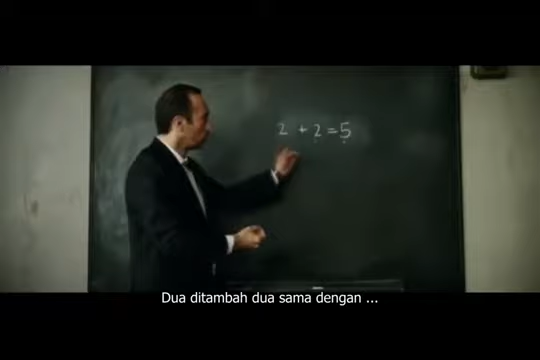 2 + 2 = 5
Dua ditambah dua sama dengan ...